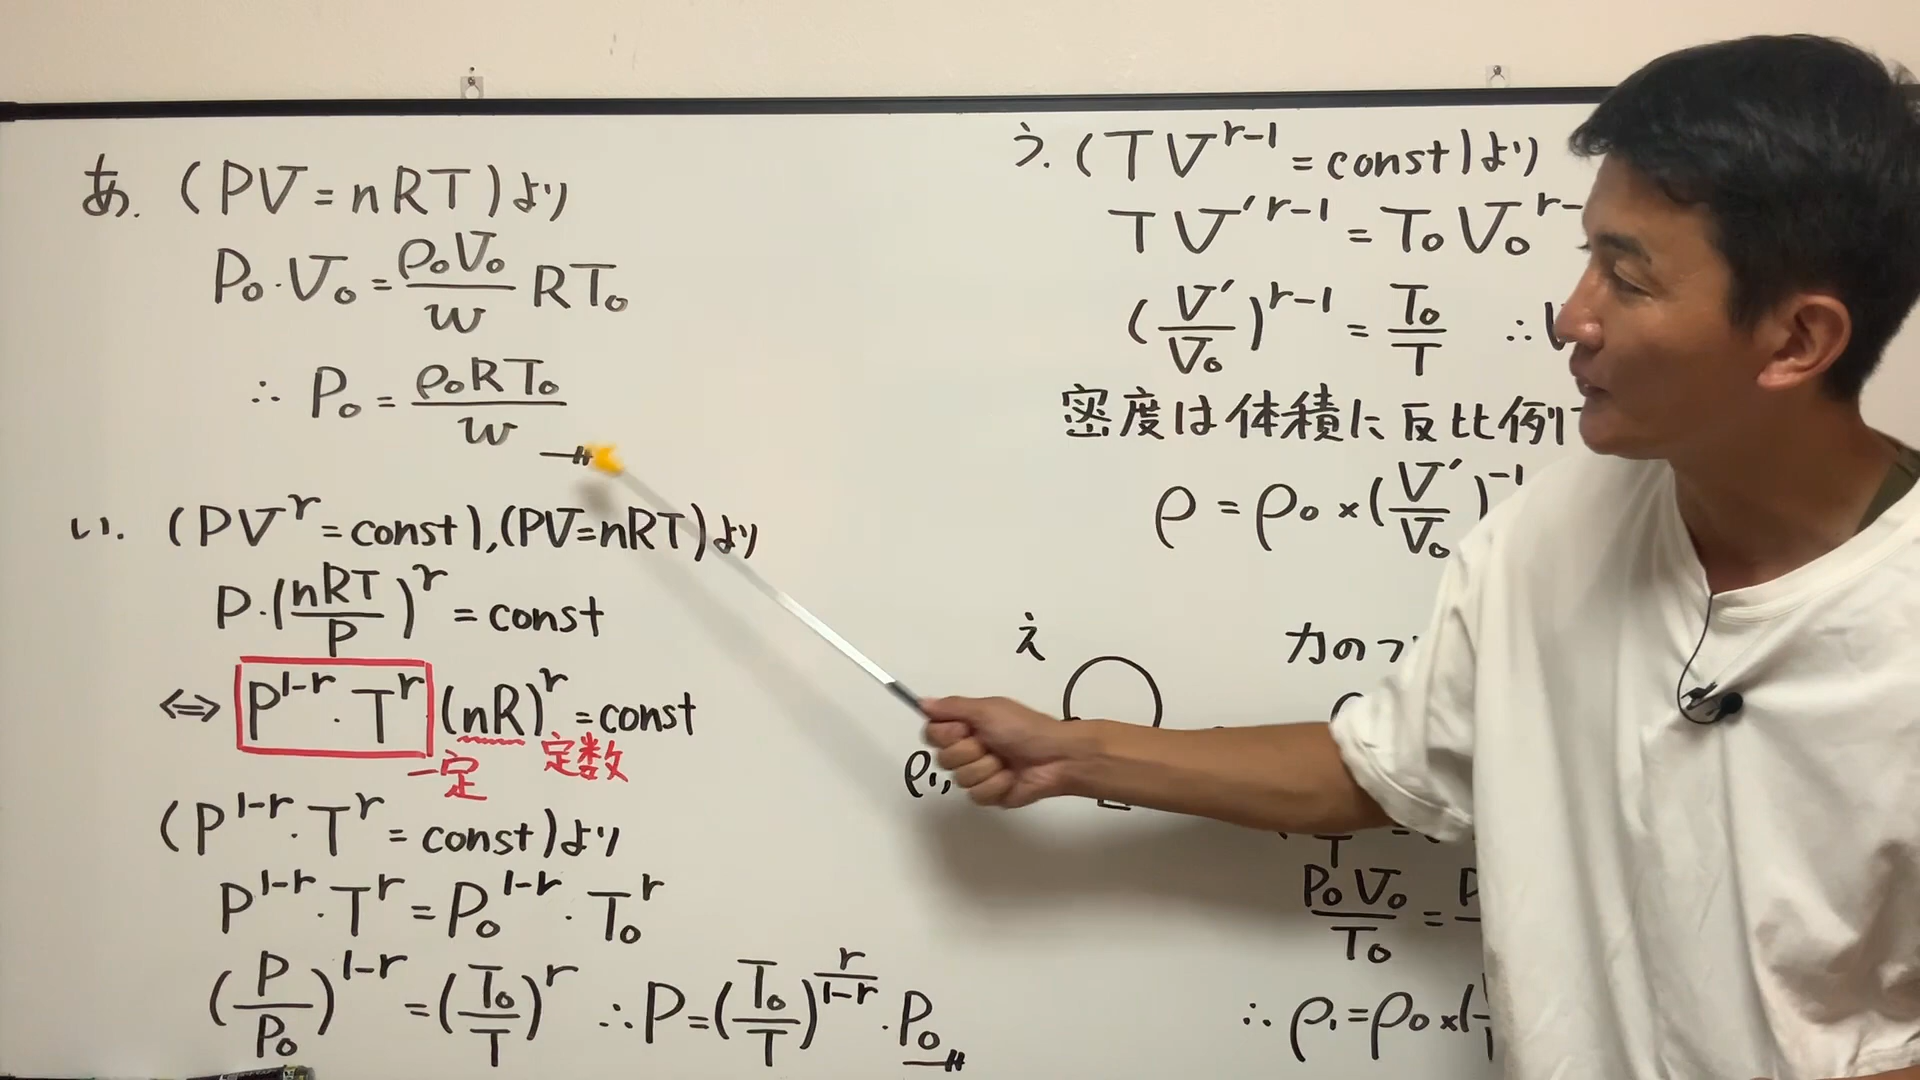 あ. (PV = nRT)より
P₀·V₀ = ρ₀V₀/w RT₀
∴ P₀ = ρ₀RT₀/w
い. (PV^r = const), (PV = nRT)より
P·(nRT/P)^r = const
⇔ P^{1-r}·T^r (nR)^r = const
一定 定数
(P^{1-r}·T^r = const)より
P^{1-r}·T^r = P₀^{1-r}·T₀^r
(P/P₀)^{1-r} = (T₀/T)^r ∴ P = (T₀/T)^{r/(1-r)}·P₀
う. (TV^{r-1} = const)より
TV'^{r-1} = T₀V₀^{r-
(V'/V₀)^{r-1} = T₀/T ∴
密度は体積に反比例
ρ = ρ₀ × (V'/V₀)^{-1}
え
力のつ
ρ₁,
P₀V₀/T₀ = P
∴ ρ₁ = ρ₀ × (